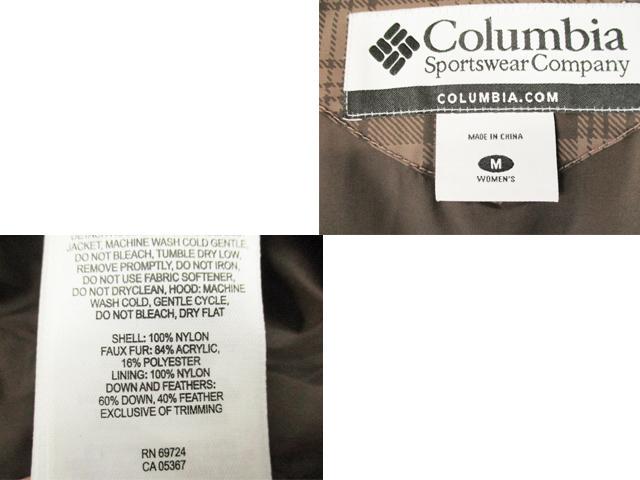 Columbia
Sportswear Company
COLUMBIA.COM
MADE IN CHINA
M
WOMEN'S
JACKET, MACHINE WASH COLD GENTLE,
DO NOT BLEACH, TUMBLE DRY LOW,
REMOVE PROMPTLY, DO NOT IRON,
DO NOT USE FABRIC SOFTENER,
DO NOT DRYCLEAN, HOOD: MACHINE
WASH COLD, GENTLE CYCLE,
DO NOT BLEACH, DRY FLAT
SHELL: 100% NYLON
FAUX FUR: 84% ACRYLIC,
16% POLYESTER
LINING: 100% NYLON
DOWN AND FEATHERS:
60% DOWN, 40% FEATHER
EXCLUSIVE OF TRIMMING
RN 69724
CA 05367